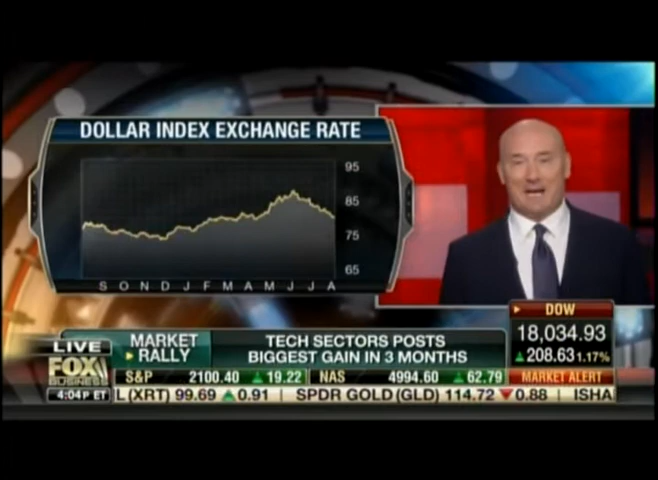 DOLLAR INDEX EXCHANGE RATE
95
85
75
65
S O N D J F M A M J J A
DOW
18,034.93
208.63 1.17%
MARKET ALERT
LIVE
FOX
BUSINESS
4:04P ET
MARKET
RALLY
TECH SECTORS POSTS
BIGGEST GAIN IN 3 MONTHS
S&P 2100.40 19.22 NAS 4994.60 62.79
L(XRT) 99.69 0.91 SPDR GOLD(GLD) 114.72 0.88 ISHA